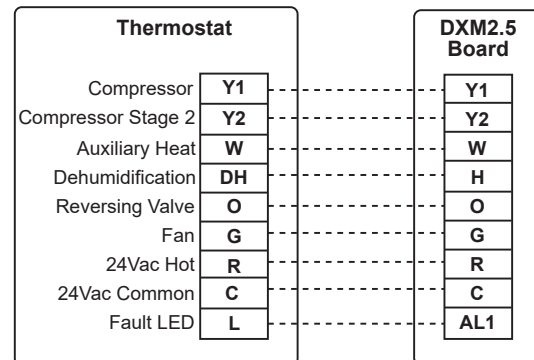 Thermostat DXM2.5
Board
Compressor Y1 Y1
Compressor Stage 2 Y2 Y2
Auxiliary Heat W W
Dehumidification DH H
Reversing Valve O O
Fan G G
24Vac Hot R R
24Vac Common C C
Fault LED L AL1